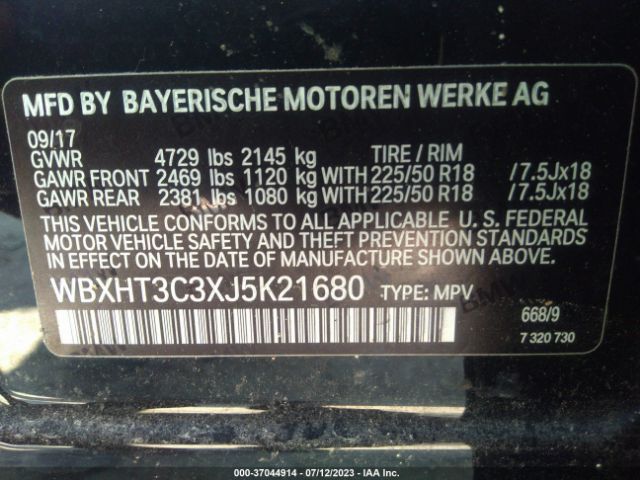 MFD BY BAYERISCHE MOTOREN WERKE AG
09/17
GVWR 4729 lbs 2145 kg TIRE / RIM
GAWR FRONT 2469 lbs 1120 kg WITH 225/50 R18 /7.5Jx18
GAWR REAR 2381 lbs 1080 kg WITH 225/50 R18 /7.5Jx18
THIS VEHICLE CONFORMS TO ALL APPLICABLE U. S. FEDERAL
MOTOR VEHICLE SAFETY AND THEFT PREVENTION STANDARDS
IN EFFECT ON THE DATE OF MANUFACTURE SHOWN ABOVE.
WBXHT3C3XJ5K21680 TYPE: MPV
668/9
7 320 730
000-37044914 / 07/12/2023 - IAA Inc.